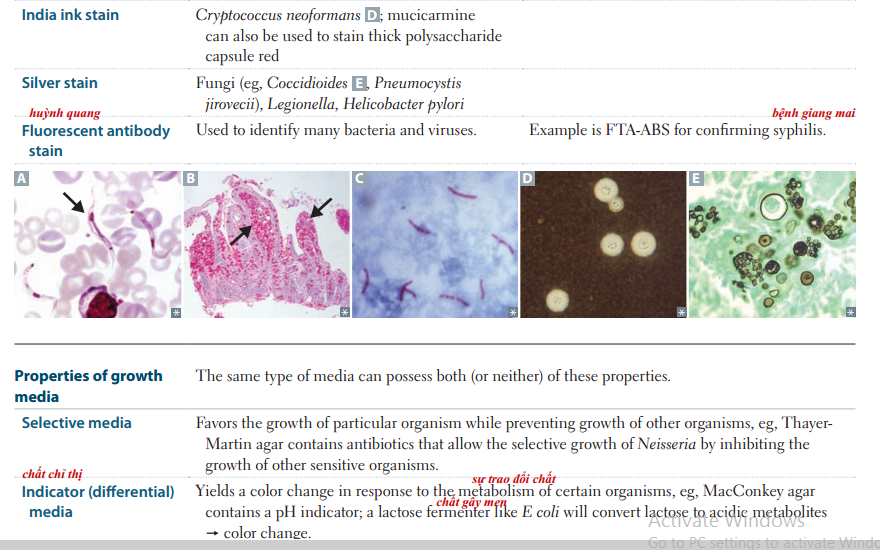 India ink stain
Cryptococcus neoformans D; mucicarmine
can also be used to stain thick polysaccharide
capsule red
Silver stain
Fungi (eg, Coccidioides E, Pneumocystis
jirovecii), Legionella, Helicobacter pylori
huỳnh quang
bệnh giang mai
Fluorescent antibody
stain
Used to identify many bacteria and viruses.
Example is FTA-ABS for confirming syphilis.
A
B
C
D
E
Properties of growth
media
The same type of media can possess both (or neither) of these properties.
Selective media
Favors the growth of particular organism while preventing growth of other organisms, eg, Thayer-
Martin agar contains antibiotics that allow the selective growth of Neisseria by inhibiting the
growth of other sensitive organisms.
chất chỉ thị
sự trao đổi chất
Indicator (differential)
media
Yields a color change in response to the metabolism of certain organisms, eg, MacConkey agar
chất gây men
contains a pH indicator; a lactose fermenter like E coli will convert lactose to acidic metabolites
→ color change.
Activate Windows
Go to PC settings to activate Windo